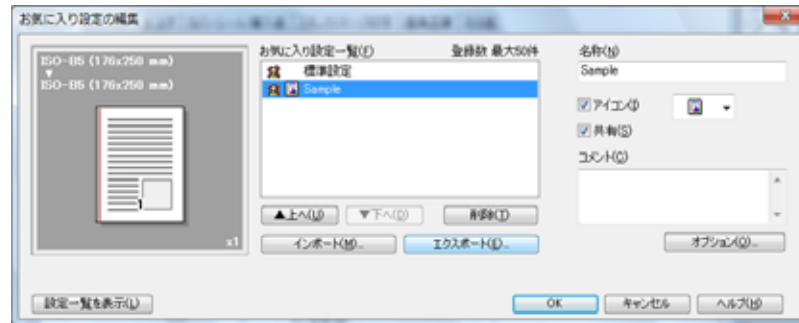 お気に入り設定の編集
ISO-B5 (176x250 mm)
▼
ISO-B5 (176x250 mm)
1
x1
お気に入り設定一覧(F) 登録数 最大50件
標準設定
Sample
▲上へ(U) ▼下へ(D) 削除(T)
インポート(M)... エクスポート(E)...
名称(N)
Sample
アイコン(I)
共有(S)
コメント(C)
オプション(O)...
設定一覧を表示(L) OK キャンセル ヘルプ(H)